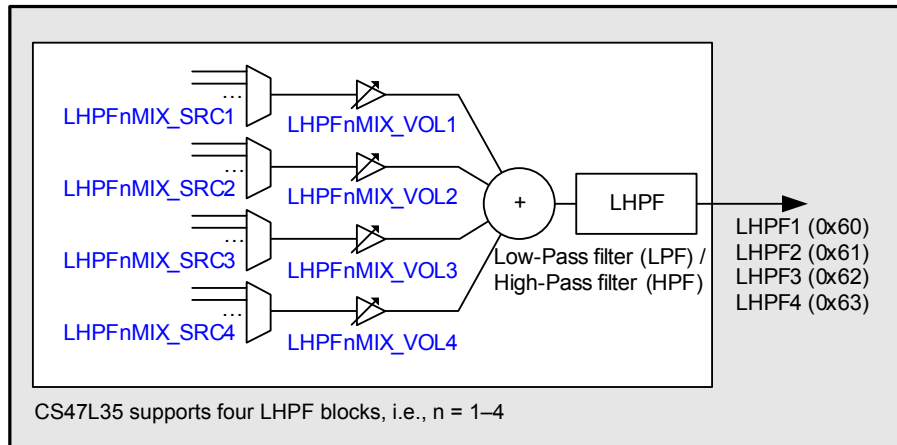 ...
LHPFnMIX_SRC1
LHPFnMIX_VOL1
...
LHPFnMIX_SRC2
LHPFnMIX_VOL2
...
LHPFnMIX_SRC3
LHPFnMIX_VOL3
...
LHPFnMIX_SRC4
LHPFnMIX_VOL4
+
LHPF
Low-Pass filter (LPF) /
High-Pass filter (HPF)
LHPF1 (0x60)
LHPF2 (0x61)
LHPF3 (0x62)
LHPF4 (0x63)
CS47L35 supports four LHPF blocks, i.e., n = 1–4